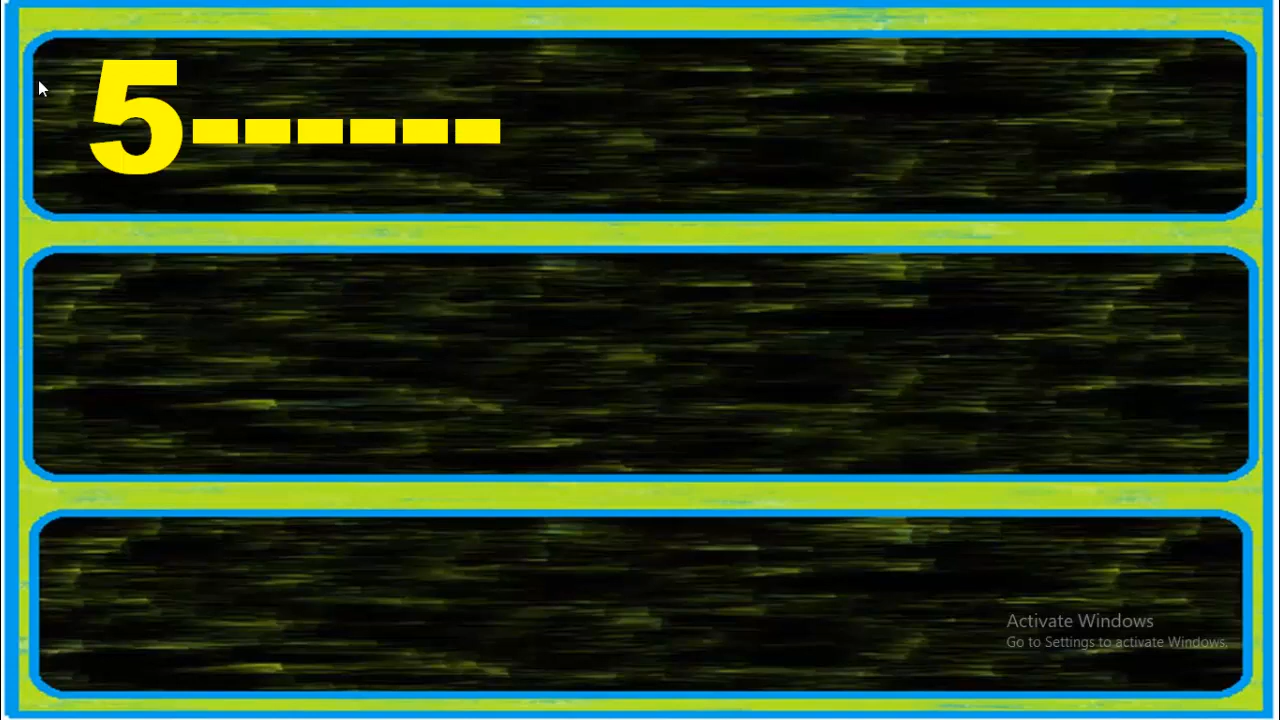 5------
Activate Windows
Go to Settings to activate Windows.